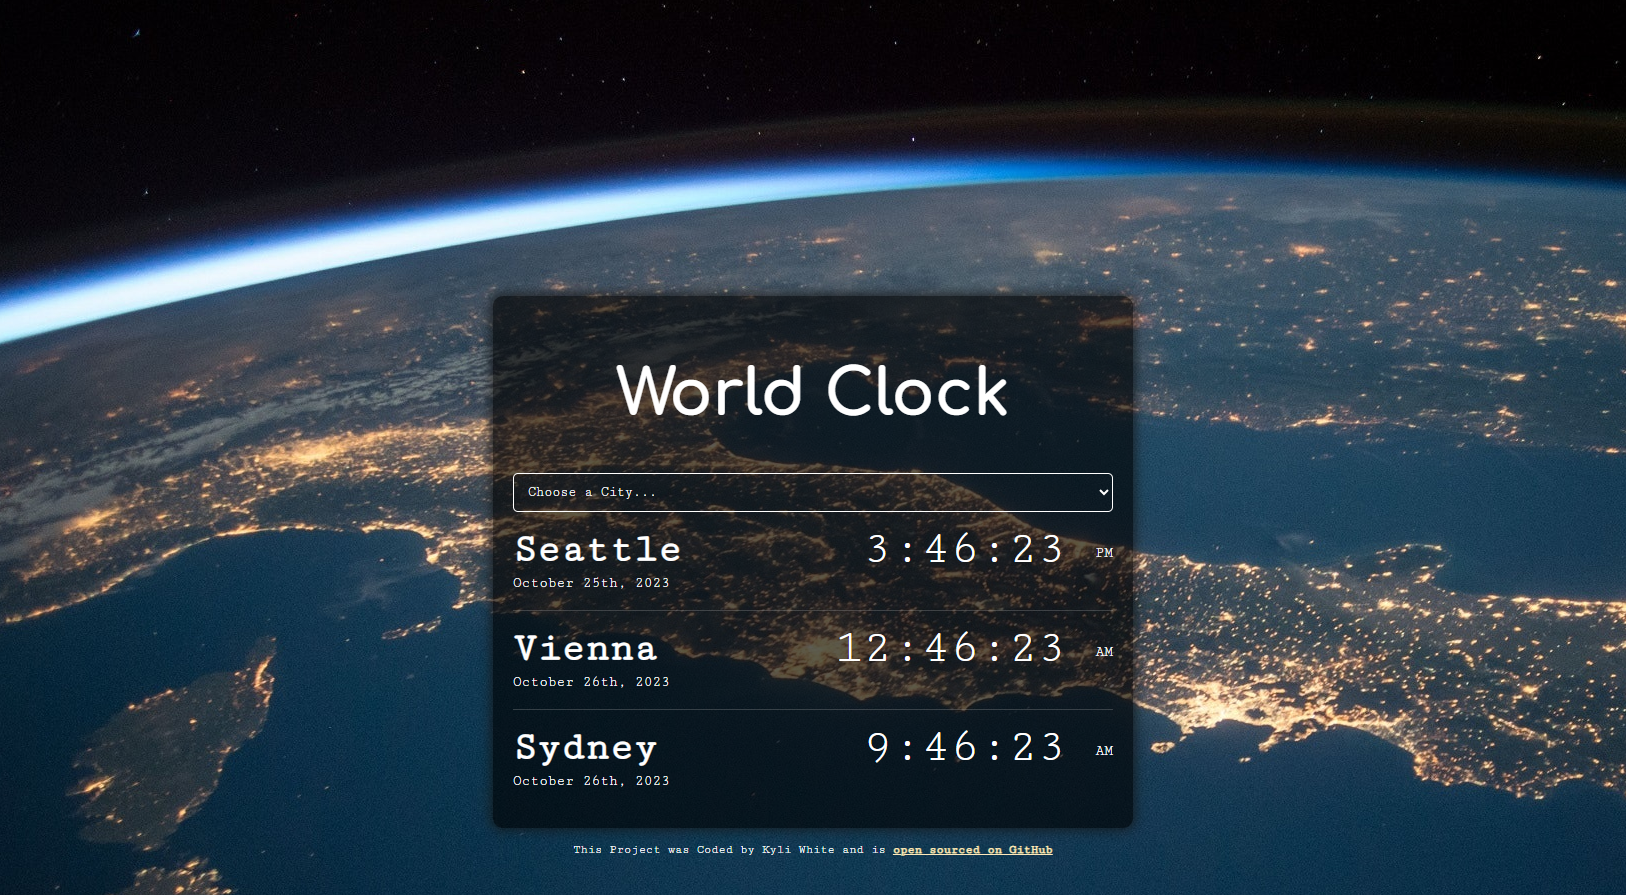 World Clock
Choose a City...
Seattle 3:46:23 PM
October 25th, 2023
Vienna 12:46:23 AM
October 26th, 2023
Sydney 9:46:23 AM
October 26th, 2023
This Project was Coded by Kyli White and is open sourced on GitHub